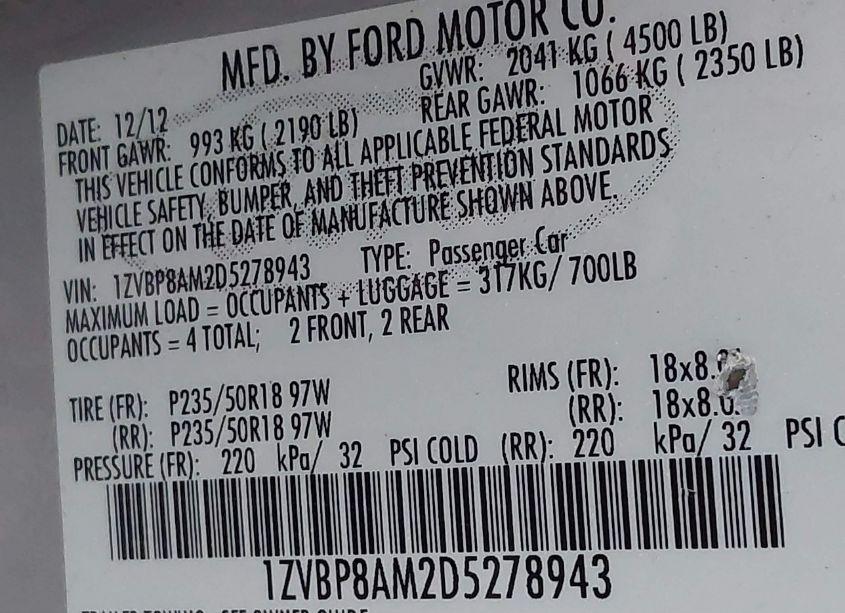 MFD. BY FORD MOTOR CO.
DATE: 12/12 GVWR: 2041 KG ( 4500 LB)
FRONT GAWR: 993 KG ( 2190 LB) REAR GAWR: 1066 KG ( 2350 LB)
THIS VEHICLE CONFORMS TO ALL APPLICABLE FEDERAL MOTOR
VEHICLE SAFETY, BUMPER, AND THEFT PREVENTION STANDARDS
IN EFFECT ON THE DATE OF MANUFACTURE SHOWN ABOVE.
VIN: 1ZVBP8AM2D5278943 TYPE: Passenger Car
MAXIMUM LOAD = OCCUPANTS + LUGGAGE = 317KG/ 700LB
OCCUPANTS = 4 TOTAL; 2 FRONT, 2 REAR
TIRE (FR): P235/50R18 97W RIMS (FR): 18x8.
(RR): P235/50R18 97W (RR): 18x8.0
PRESSURE (FR): 220 kPa/ 32 PSI COLD (RR): 220 kPa/ 32 PSI C
1ZVBP8AM2D5278943